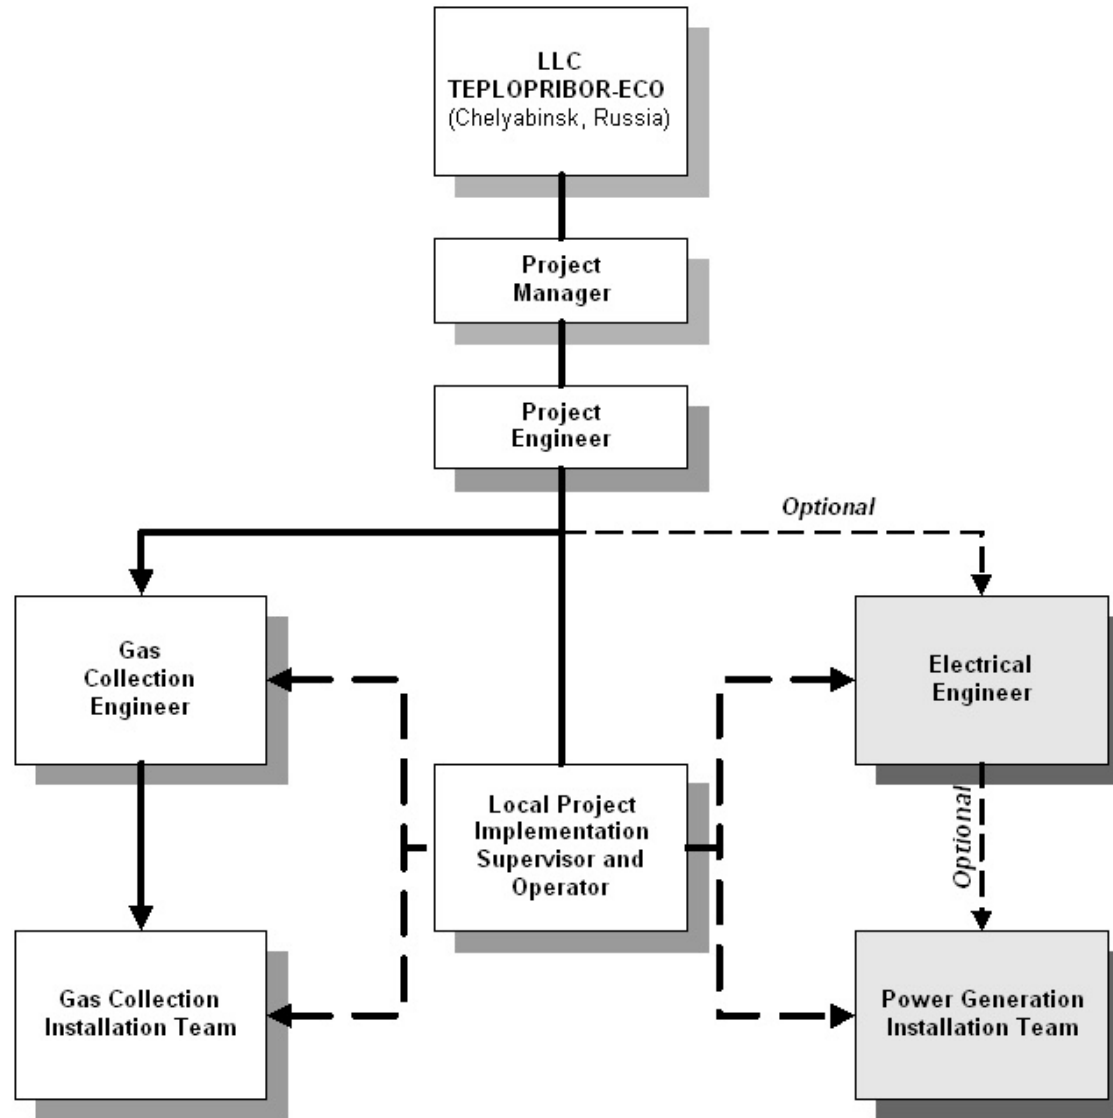 LLC
TEPLOPRIBOR-ECO
(Chelyabinsk, Russia)
Project
Manager
Project
Engineer
Optional
Gas
Collection
Engineer
Electrical
Engineer
Local Project
Implementation
Supervisor and
Operator
Optional
Gas Collection
Installation Team
Power Generation
Installation Team